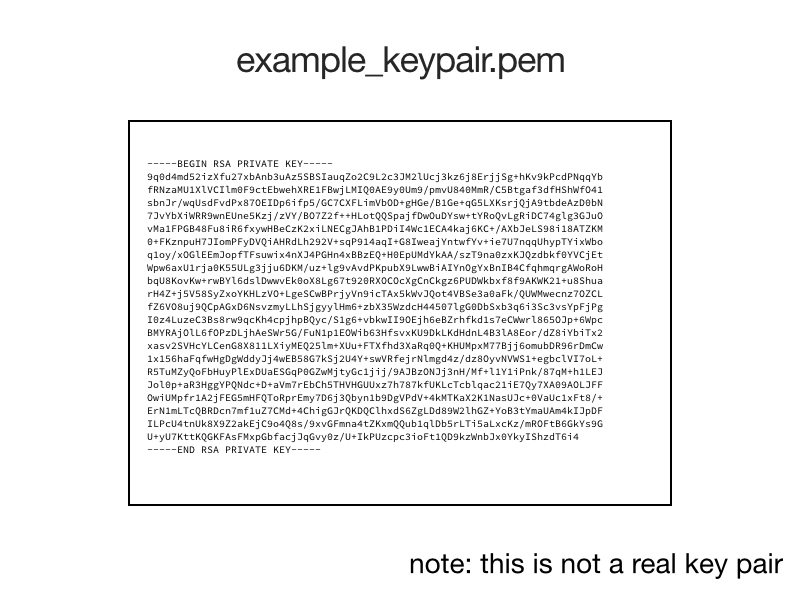 example_keypair.pem
-----BEGIN RSA PRIVATE KEY-----
9q0d4md52izXfu27xbAnb3uAz5SBSIauqZo2C9L2c3JM2lUcj3kz6j8ErjjSg+hKv9kPcdPNqqYb
fRNzaMU1XlVCIlm0F9ctEbwehXRE1FBwjLMIQ0AE9y0Um9/pmvU840MmR/C5Btgaf3dfHShWfO41
sbnJr/wqUsdFvdPx87OEIDp6ifp5/GC7CXFLimVbOD+gHGe/B1Ge+qG5LXKsrjQjA9tbdeAzD0bN
7JvYbXiWRR9wnEUne5Kzj/zVY/BO7Z2f++HLotQQSpajfDwOuDYsw+tYRoQvLgRiDC74glg3GJuO
vMa1FPGB48Fu8iR6fxywHBeCzK2xiLNECgJAhB1PDiI4Wc1ECA4kaj6KC+/AXbJeLS98i18ATZKM
0+FKznpuH7JIomPFyDVQiAHRdLh292V+sqP914aqI+G8IweajYntwfYv+ie7U7nqqUhypTYixWbo
q1oy/xOGlEEmJopfTFsuwix4nXJ4PGHn4xBBzEQ+H0EpUMdYkAA/szT9na0zxKJQzdbkf0YVCjEt
Wpw6axU1rja0K55ULg3jju6DKM/uz+lg9vAvdPKpubX9LwwBiAIYnOgYxBnIB4CfqhmqrgAWoRoH
bqU8KovKw+rwBYl6dslDwwvEk0oX8Lg67t920RXOCOcXgCnCkgz6PUDWkbxf8f9AKWK21+u8Shua
rH4Z+j5V58SyZxoYKHLzVO+LgeSCwBPrjyVn9icTAx5kWvJQot4VBSe3a0aFk/QUWMwecnz7OZCL
fZ6VO8uj9QCpAGxD6NsvzmyLLhSjgyylHm6+zbX35WzdcH44507lgG0DbSxb3q6i3Sc3vsYpFjPg
I0z4LuzeC3Bs8rw9qcKh4cpjhpBQyc/S1g6+vbkwII9OEjh6eBZrhfkd1s7eCWwrl865OJp+6Wpc
BMYRAjOlL6fOPzDLjhAeSWr5G/FuN1p1EOWib63HfsvxKU9DkLKdHdnL4B3lA8Eor/dZ8iYbiTx2
xasv2SVHcYLCenG8X811LXiyMEQ25lm+XUu+FTXfhd3XaRq0Q+KHUMpxM77Bjj6omubDR96rDmCw
1x156haFqfwHgDgWddyJj4wEB58G7kSj2U4Y+swVRfejrNlmgd4z/dz8OyvNVWS1+egbclVI7oL+
R5TuMZyQoFbHuyPlExDUaESGqP0GZwMjtyGc1jij/9AJBzONJj3nH/Mf+l1Y1iPnk/87qM+h1LEJ
Jol0p+aR3HggYPQNdc+D+aVm7rEbCh5THVHGUUxz7h787kfUKLcTcblqac21iE7Qy7XA09AOLJFF
OwiUMpfr1A2jFEG5mHFQToRprEmy7D6j3Qbyn1b9DgVPdV+4kMTKaX2K1NasUJc+0VaUc1xFt8/+
ErN1mLTcQBRDcn7mf1uZ7CMd+4ChigGJrQKDQClhxdS6ZgLDd89W2lhGZ+YoB3tYmaUAm4kIJpDF
ILPcU4tnUk8X9Z2akEjC9o4Q8s/9xvGFmna4tZKxmQQub1qlDb5rLTi5aLxcKz/mROFtB6GkYs9G
U+yU7KttKQGKFAsFMxpGbfacjJqGvy0z/U+IkPUzcpc3ioFt1QD9kzWnbJx0YkyIShzdT6i4
-----END RSA PRIVATE KEY-----
note: this is not a real key pair